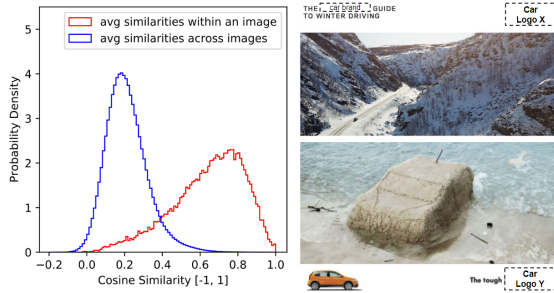 avg similarities within an image
avg similarities across images
Probability Density
5
4
3
2
1
0
−0.2 0.0 0.2 0.4 0.6 0.8 1.0
Cosine Similarity [-1, 1]
THE car brand GUIDE
TO WINTER DRIVING
Car
Logo X
The tough
Car
Logo Y